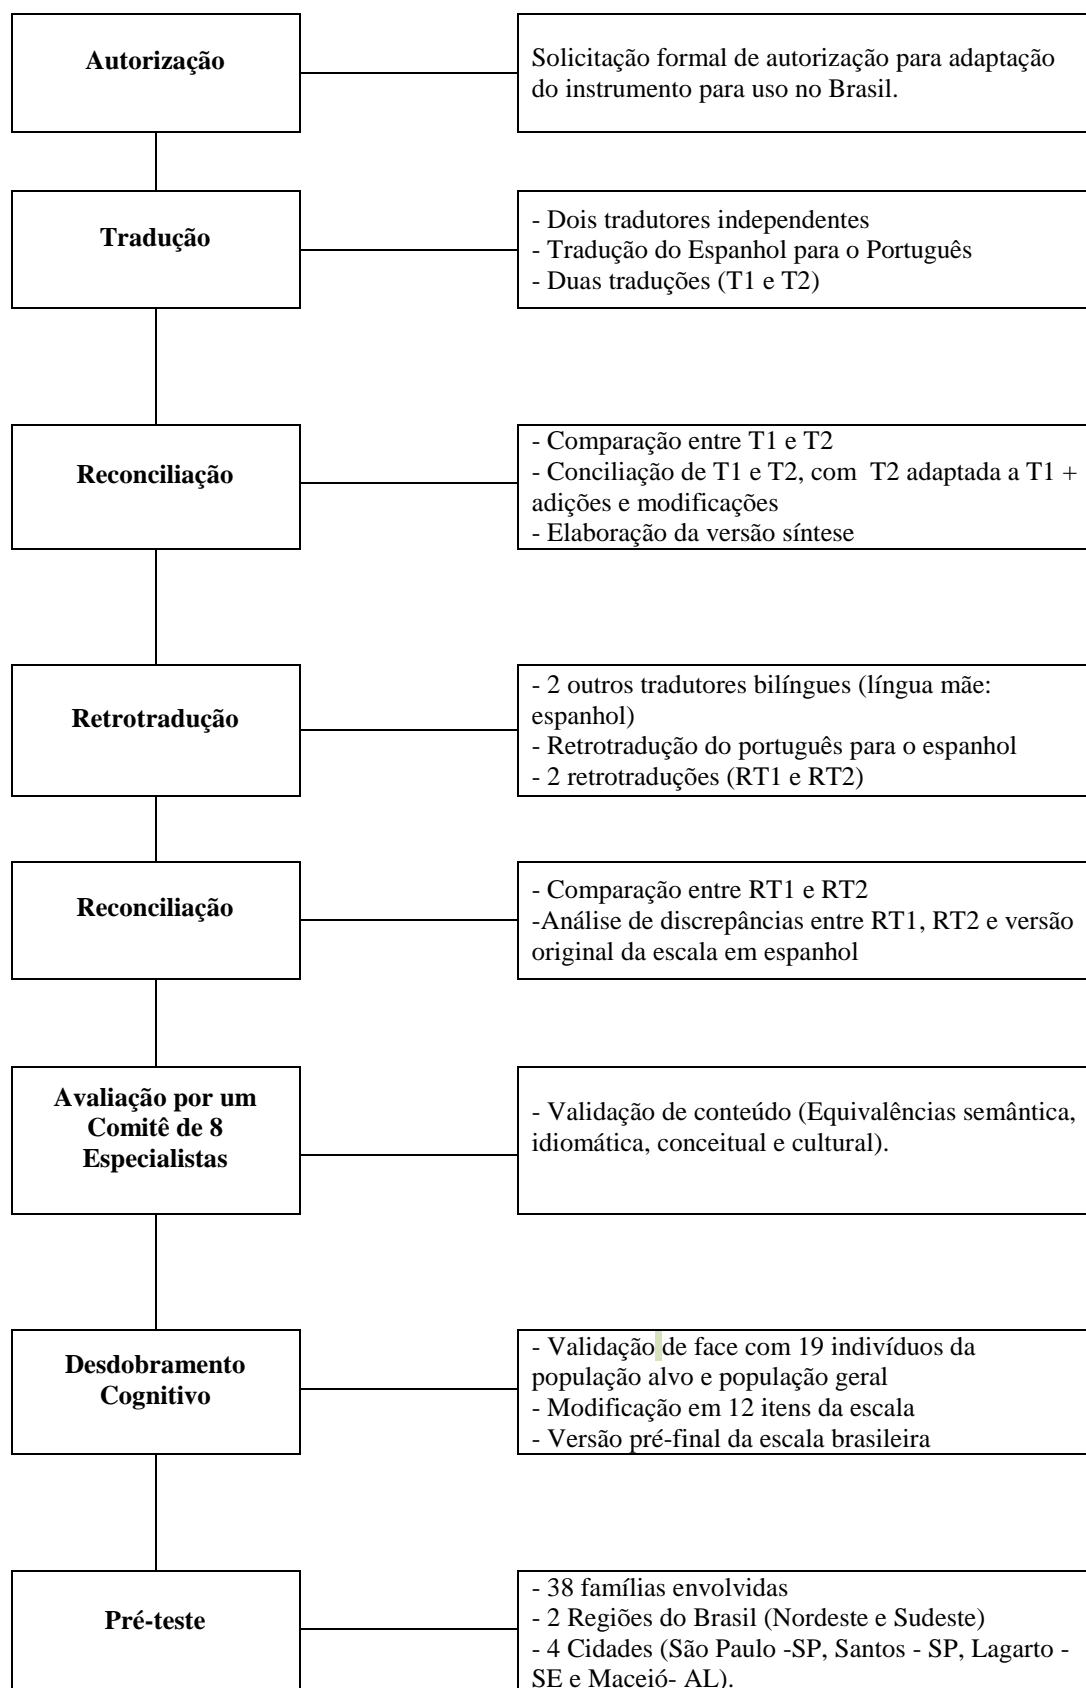 Autorização
Solicitação formal de autorização para adaptação
do instrumento para uso no Brasil.
Tradução
- Dois tradutores independentes
- Tradução do Espanhol para o Português
- Duas traduções (T1 e T2)
Reconciliação
- Comparação entre T1 e T2
- Conciliação de T1 e T2, com  T2 adaptada a T1 +
adições e modificações
- Elaboração da versão síntese
Retrotradução
- 2 outros tradutores bilíngues (língua mãe:
espanhol)
- Retrotradução do português para o espanhol
- 2 retrotraduções (RT1 e RT2)
Reconciliação
- Comparação entre RT1 e RT2
-Análise de discrepâncias entre RT1, RT2 e versão
original da escala em espanhol
Avaliação por um
Comitê de 8
Especialistas
- Validação de conteúdo (Equivalências semântica,
idiomática, conceitual e cultural).
Desdobramento
Cognitivo
- Validação de face com 19 indivíduos da
população alvo e população geral
- Modificação em 12 itens da escala
- Versão pré-final da escala brasileira
Pré-teste
- 38 famílias envolvidas
- 2 Regiões do Brasil (Nordeste e Sudeste)
- 4 Cidades (São Paulo -SP, Santos - SP, Lagarto -
SE e Maceió- AL).